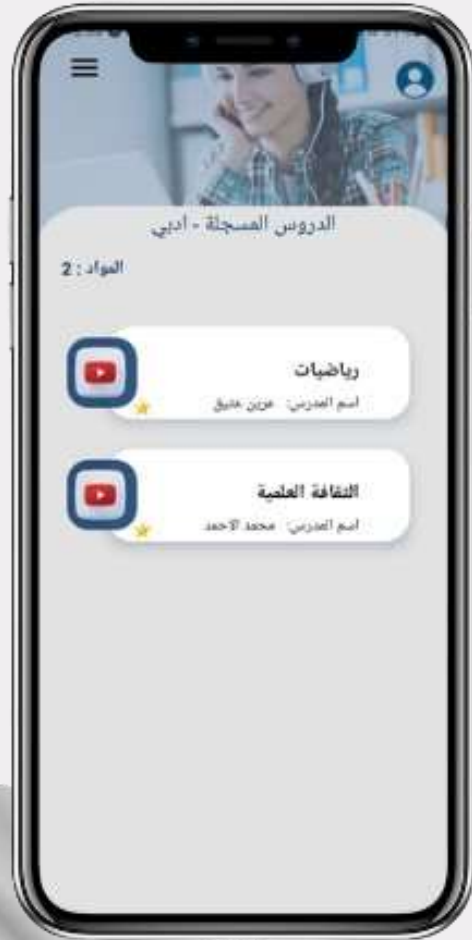 الدروس المسجلة - ادبي
المواد : 2
رياضيات
اسم المدرس:
الثقافة العلمية
اسم المدرس: محمد الاحمد